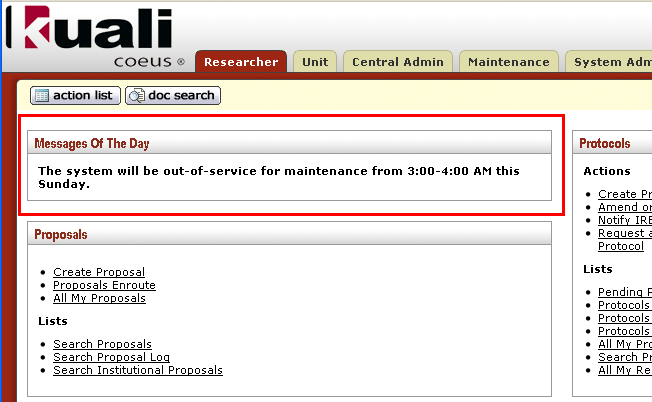 Kuali
coeus ®
Researcher
Unit
Central Admin
Maintenance
System Adm
action list
doc search
Messages Of The Day
The system will be out-of-service for maintenance from 3:00-4:00 AM this
Sunday.
Proposals
Create Proposal
Proposals Enroute
All My Proposals
Lists
Search Proposals
Search Proposal Log
Search Institutional Proposals
Protocols
Actions
Create Pr
Amend or
Notify IRB
Request a
Protocol
Lists
Pending P
Protocols
Protocols
Protocols
All My Pro
Search Pr
All My Re